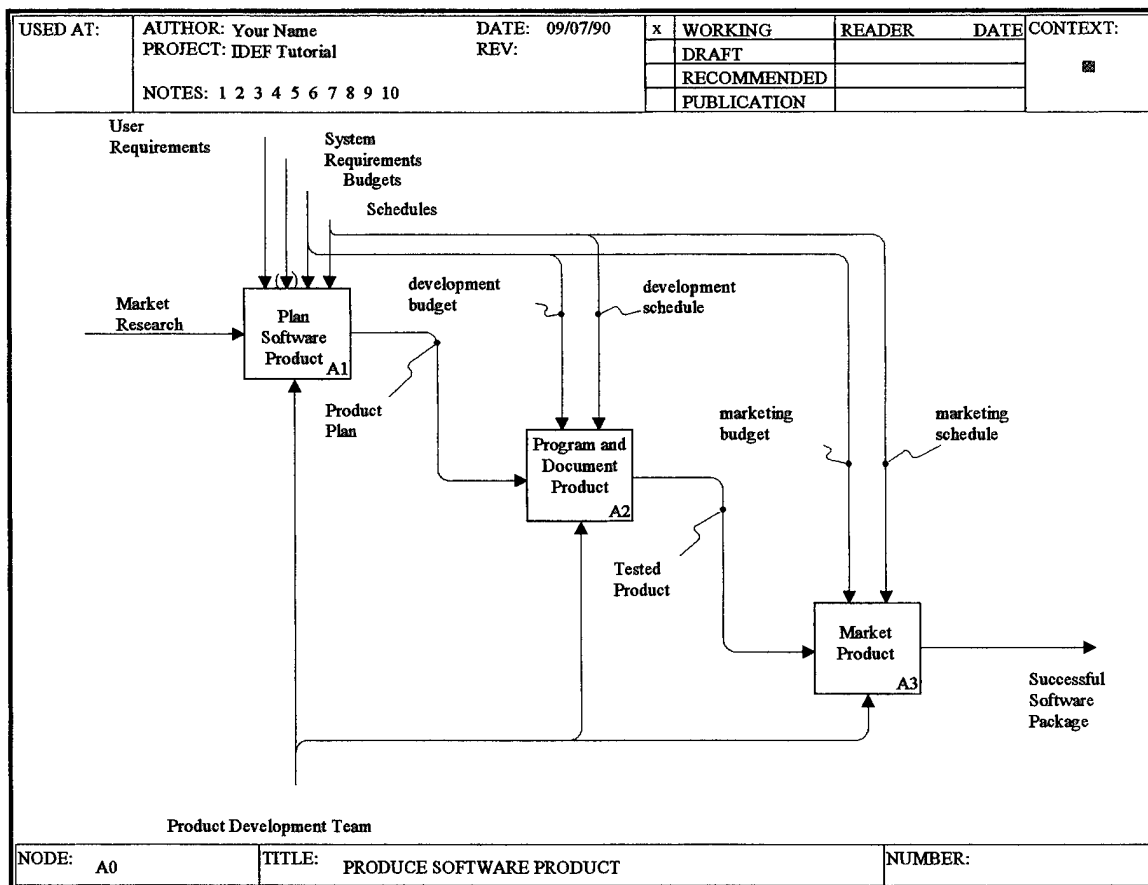 USED AT:
AUTHOR: Your Name
DATE: 09/07/90
PROJECT: IDEF Tutorial
REV:
NOTES: 1 2 3 4 5 6 7 8 9 10
x WORKING
DRAFT
RECOMMENDED
PUBLICATION
READER DATE
CONTEXT:
User
Requirements
System
Requirements
Budgets
Schedules
Market
Research
Plan
Software
Product
A1
development
budget
development
schedule
Product
Plan
Program and
Document
Product
A2
marketing
budget
marketing
schedule
Tested
Product
Market
Product
A3
Successful
Software
Package
Product Development Team
NODE: A0
TITLE: PRODUCE SOFTWARE PRODUCT
NUMBER: